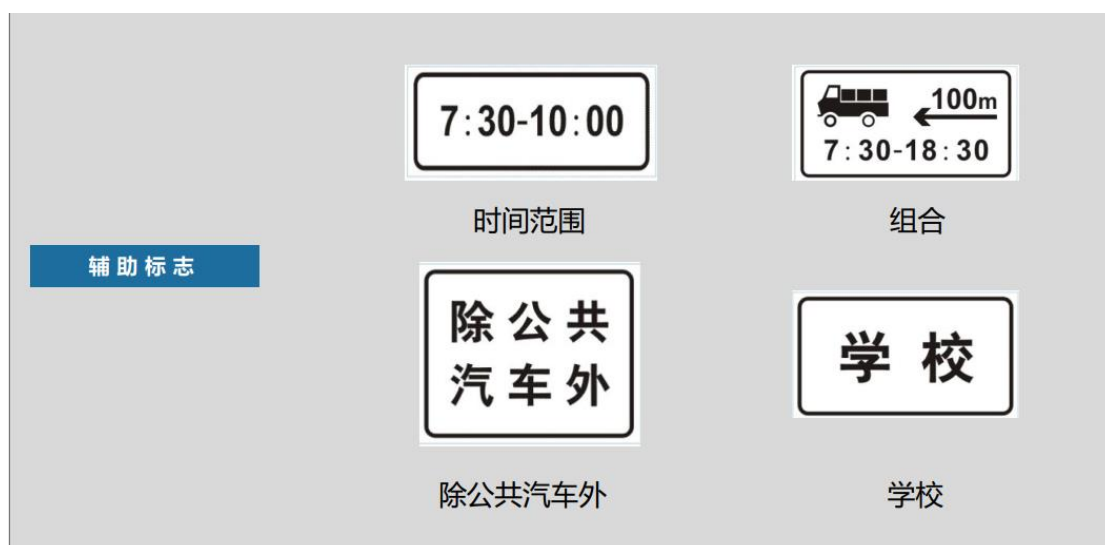 7:30-10:00
100m
7:30-18:30
时间范围
组合
辅助标志
除公共
汽车外
学校
除公共汽车外
学校